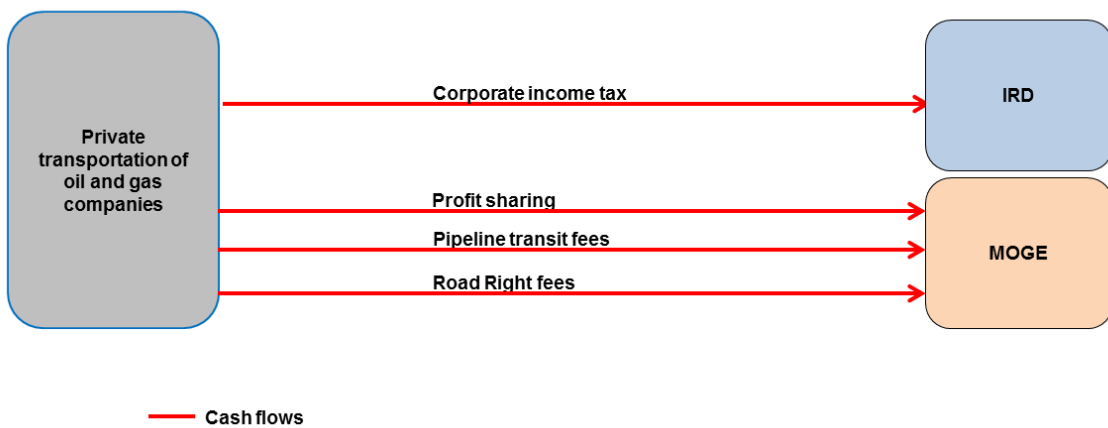 Corporate income tax
IRD
Private
transportation of
oil and gas
companies
Profit sharing
Pipeline transit fees
MOGE
Road Right fees
Cash flows